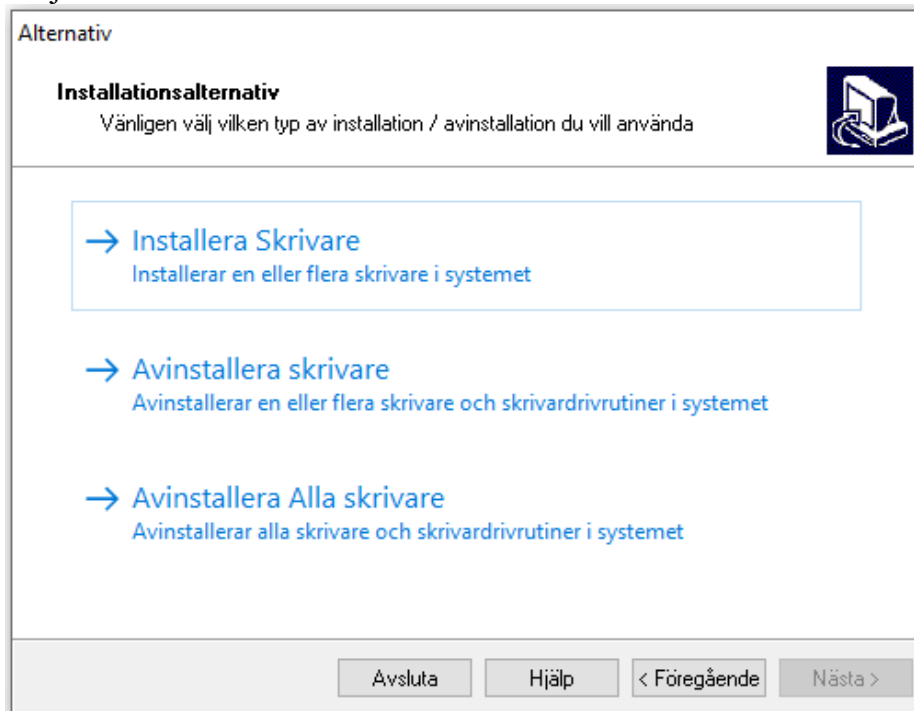 Alternativ
Installationsalternativ
Vänligen välj vilken typ av installation / avinstallation du vill använda
Installera Skrivare
Installerar en eller flera skrivare i systemet
Avinstallera skrivare
Avinstallerar en eller flera skrivare och skrivardrivrutiner i systemet
Avinstallera Alla skrivare
Avinstallerar alla skrivare och skrivardrivrutiner i systemet
Avsluta Hjälp < Föregående Nästa >